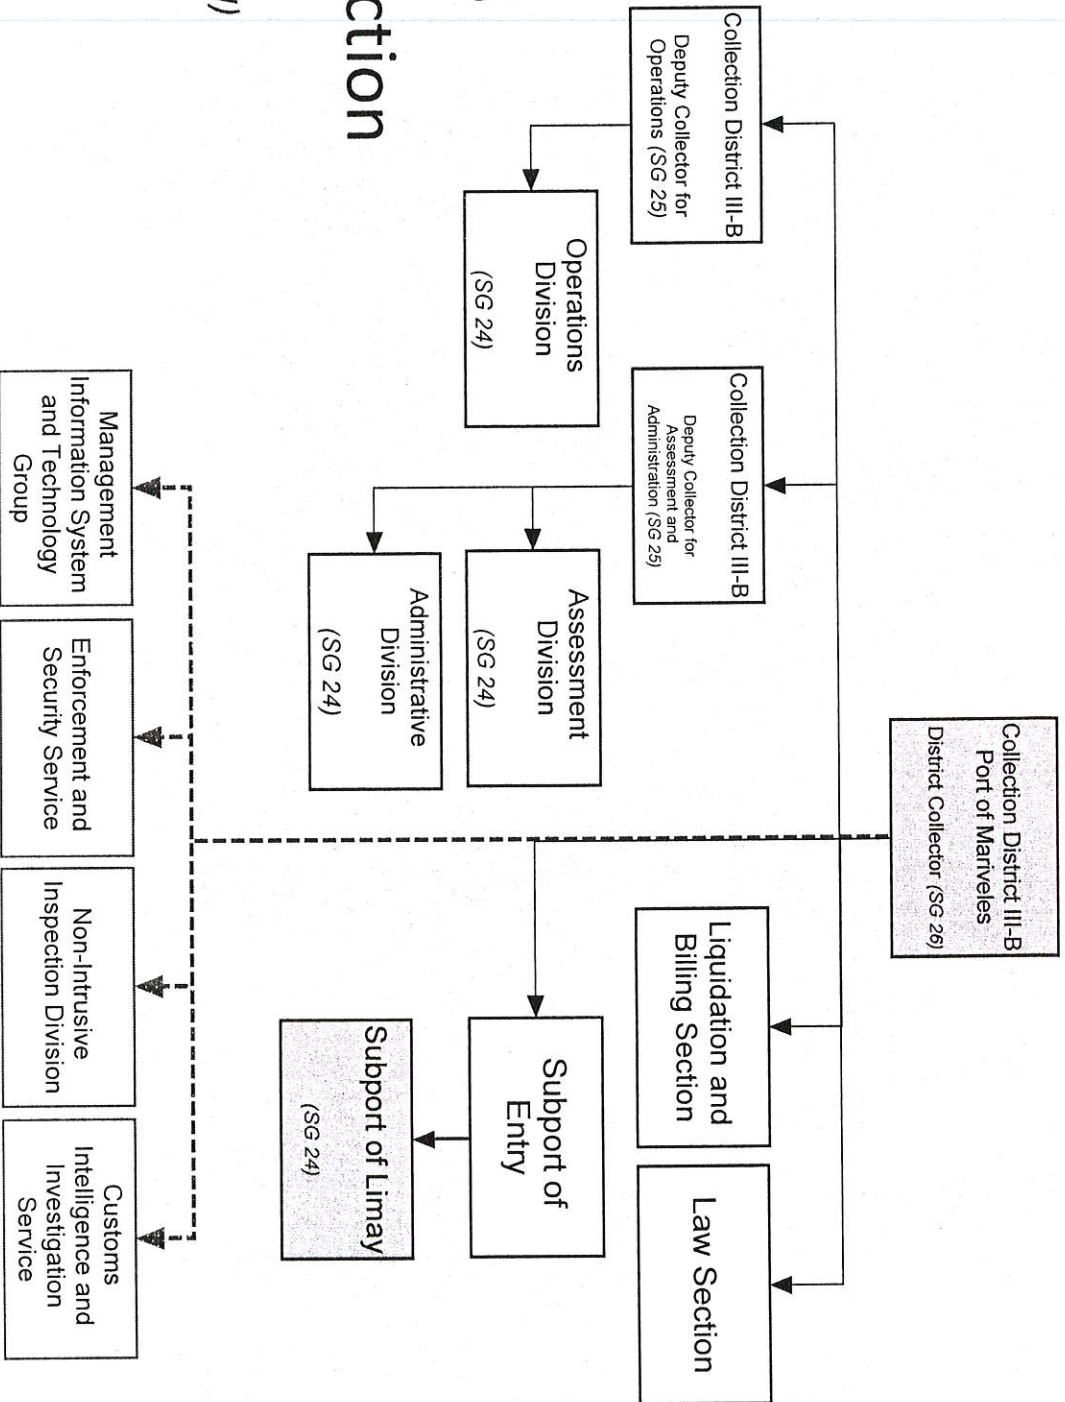 Collection District III-B
Port of Mariveles
District Collector (SG 26)
Collection District III-B
Deputy Collector for
Operations (SG 25)
Collection District III-B
Deputy Collector for
Assessment and
Administration (SG 25)
Liquidation and
Billing Section
Law Section
Operations
Division
(SG 24)
Assessment
Division
(SG 24)
Subport of
Entry
Administrative
Division
(SG 24)
Subport of Limay
(SG 24)
ction
Management
Information System
and Technology
Group
Enforcement and
Security Service
Non-Intrusive
Inspection Division
Customs
Intelligence and
Investigation
Service